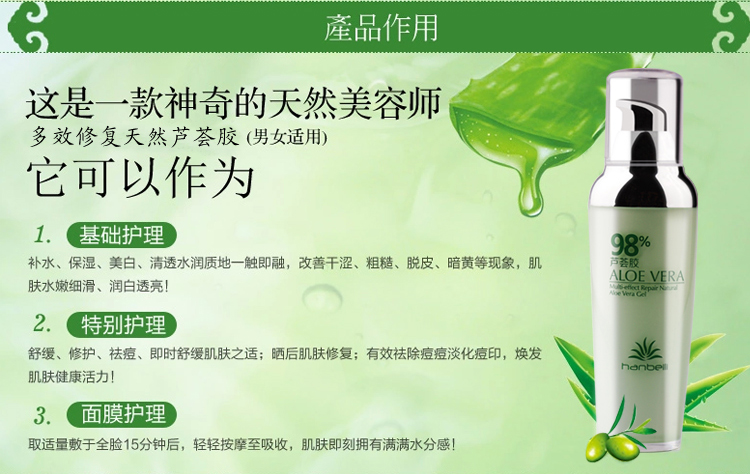 產品作用
这是一款神奇的天然美容师
多效修复天然芦荟胶 (男女适用)
它可以作为
1. 基础护理
补水、保湿、美白、清透水润质地一触即融，改善干涩、粗糙、脱皮、暗黄等现象，肌
肤水嫩细滑、润白透亮！
2. 特别护理
舒缓、修护、祛痘、即时舒缓肌肤之适；晒后肌肤修复；有效祛除痘痘淡化痘印，焕发
肌肤健康活力！
3. 面膜护理
取适量敷于全脸15分钟后，轻轻按摩至吸收，肌肤即刻拥有满满水分感！
98%
芦荟胶
ALOE VERA
Multi-effect Repair Natural
Aloe Vera Gel
hanbeili